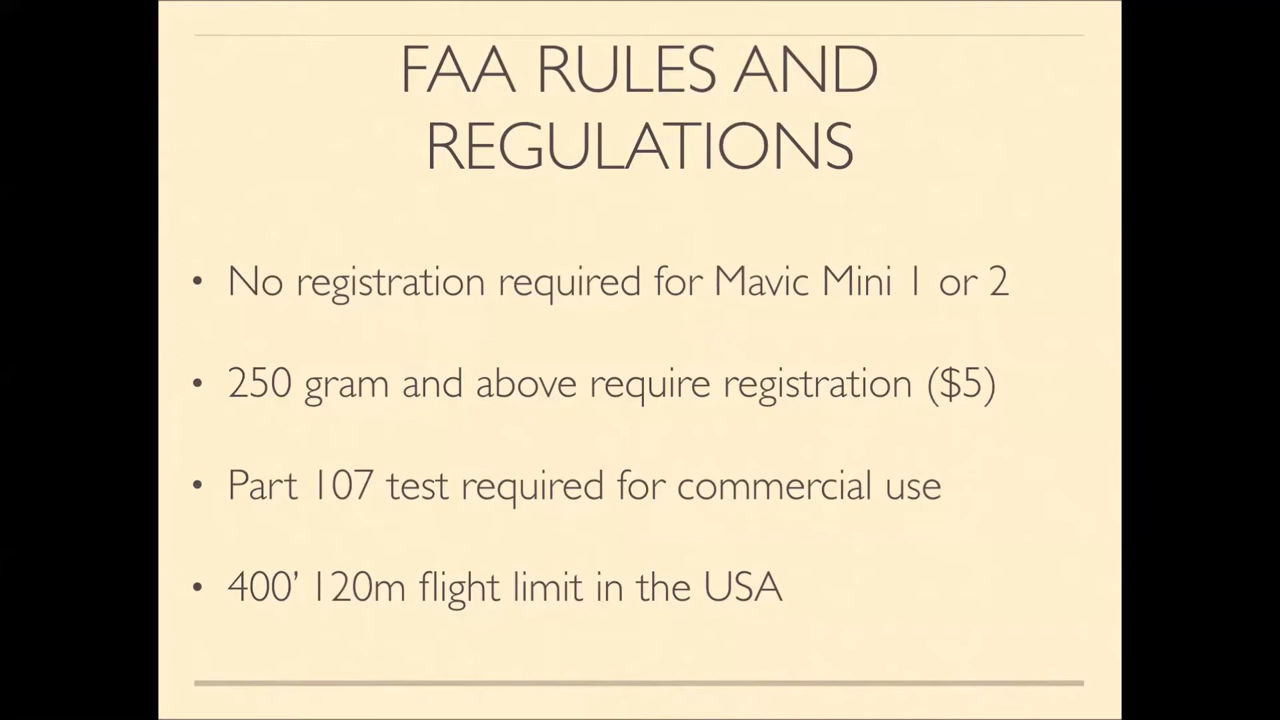 FAA RULES AND
REGULATIONS
• No registration required for Mavic Mini 1 or 2
• 250 gram and above require registration ($5)
• Part 107 test required for commercial use
• 400’ 120m flight limit in the USA